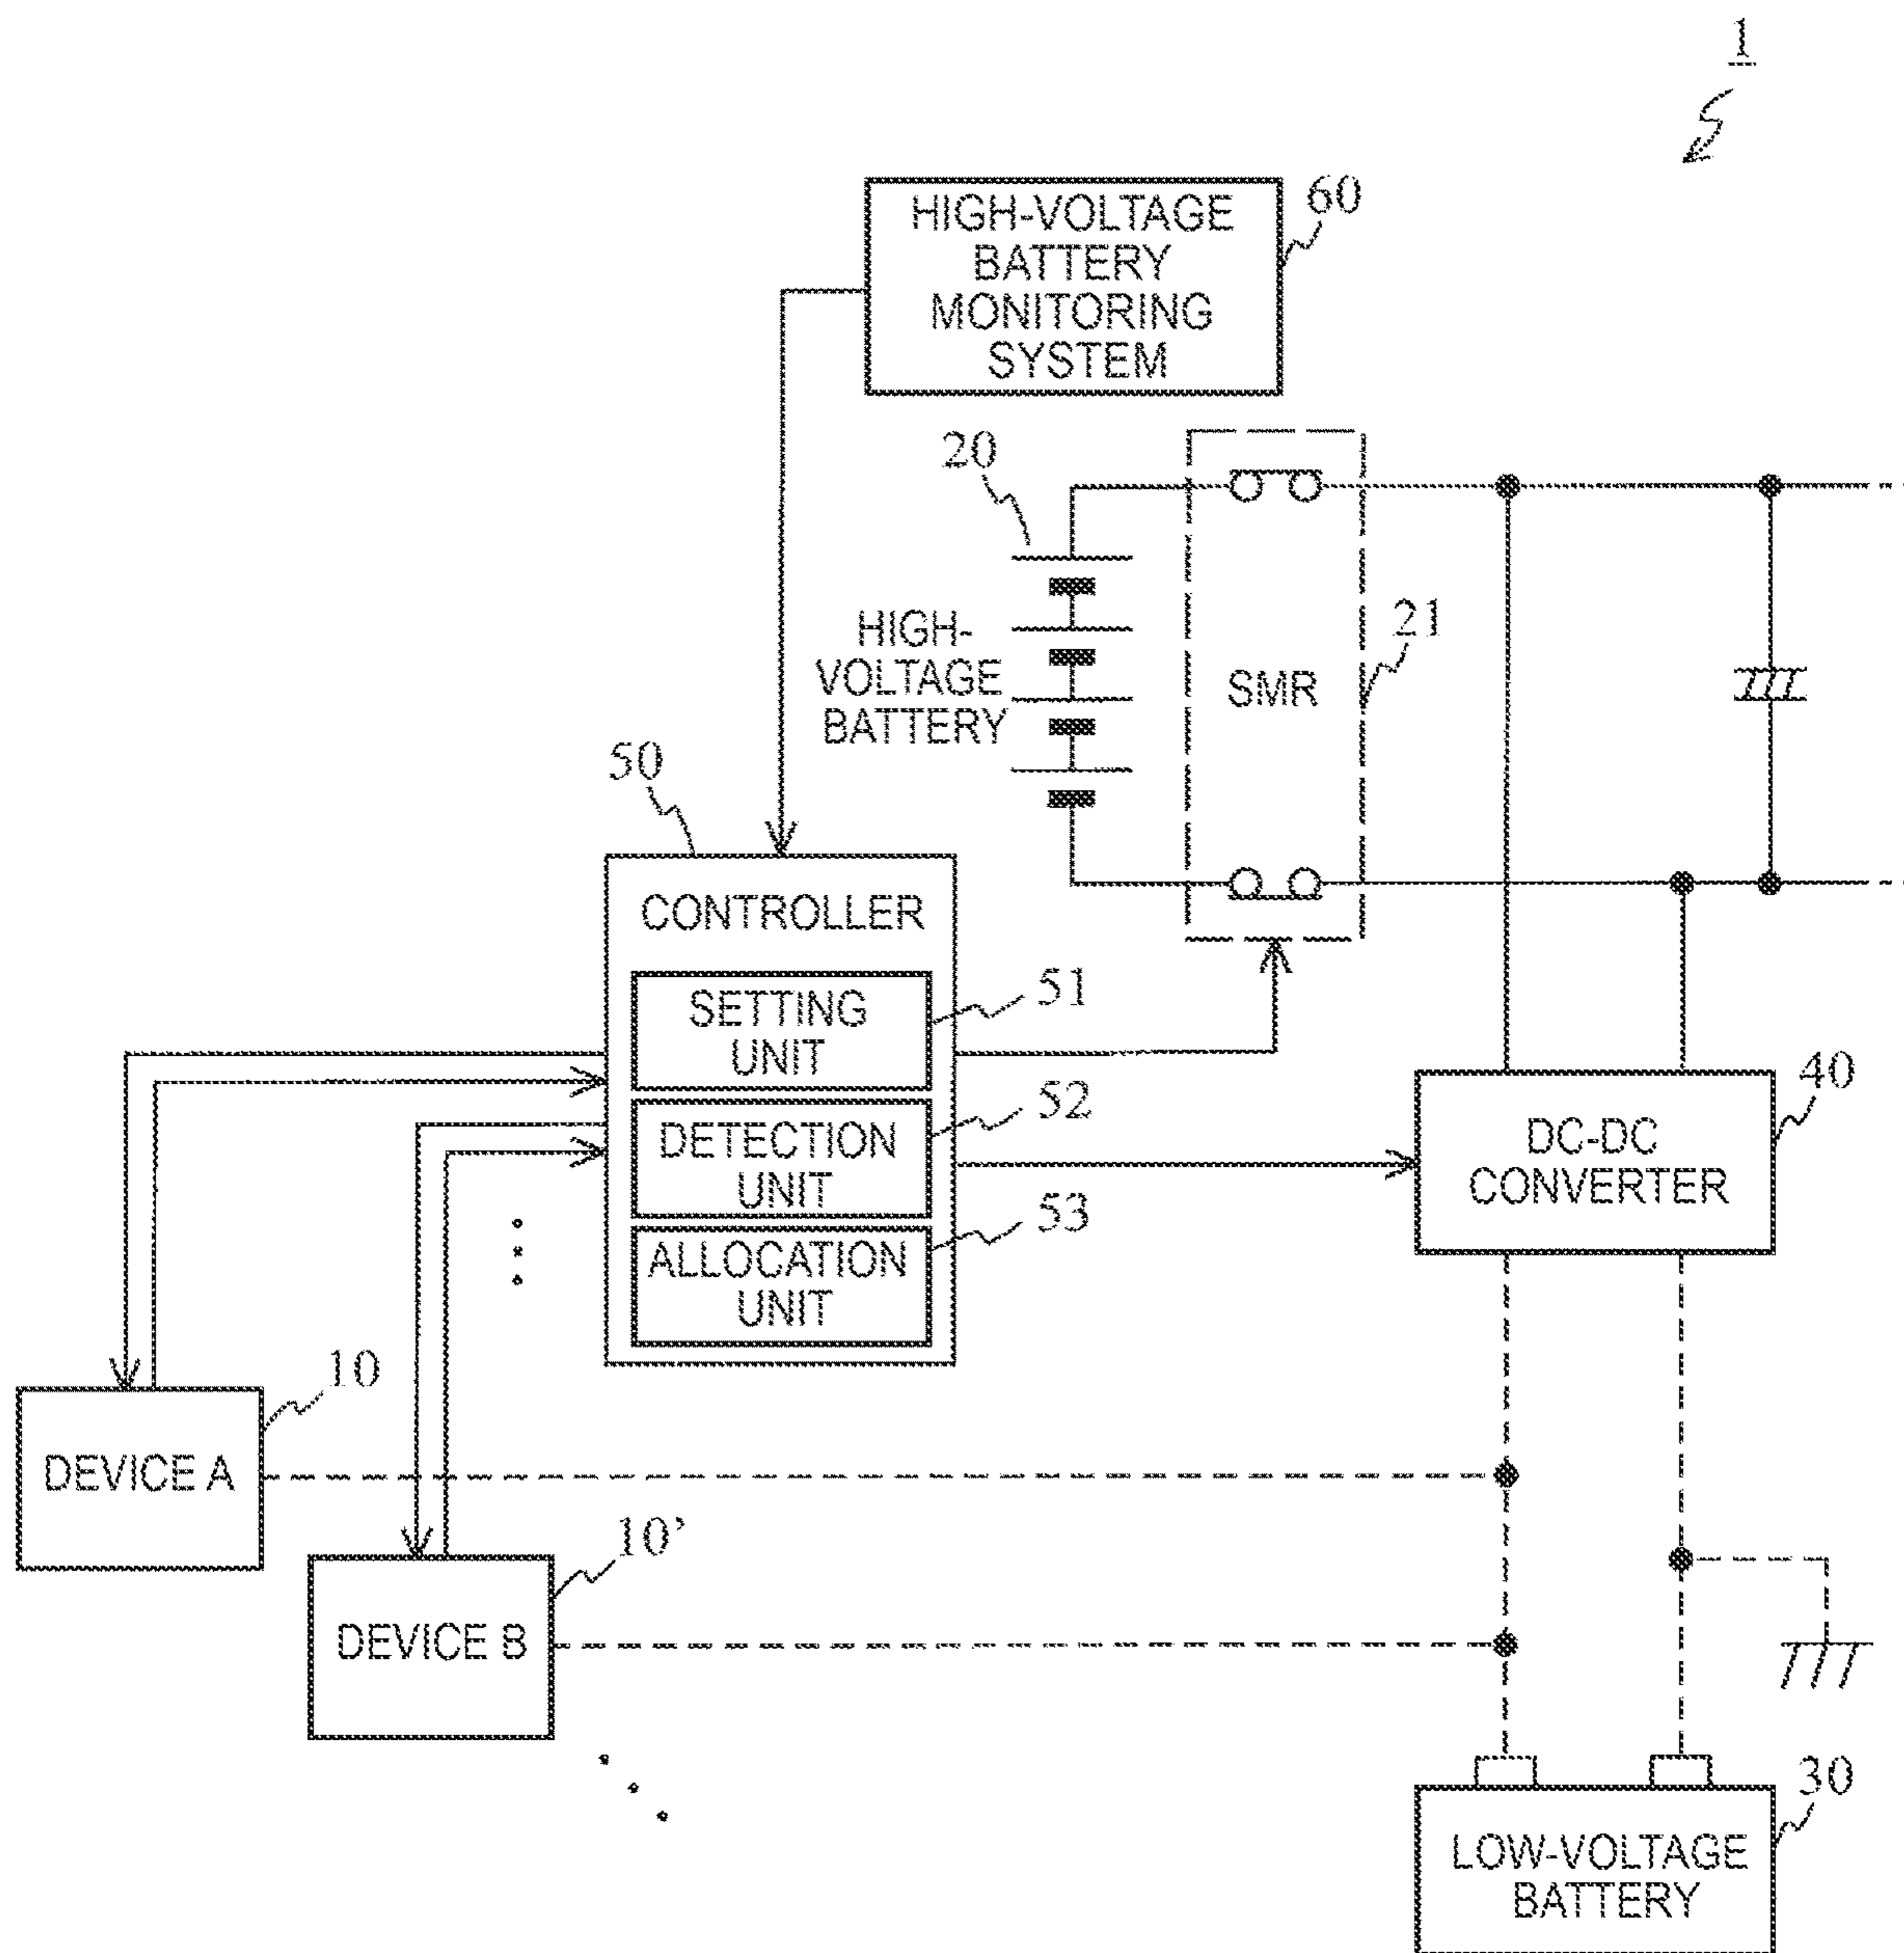 1
HIGH-VOLTAGE
BATTERY
MONITORING
SYSTEM
60
20
HIGH-
VOLTAGE
BATTERY
SMR
21
50
CONTROLLER
SETTING
UNIT
51
DETECTION
UNIT
52
ALLOCATION
UNIT
53
DC-DC
CONVERTER
40
DEVICE A
10
DEVICE B
10’
LOW-VOLTAGE
BATTERY
30